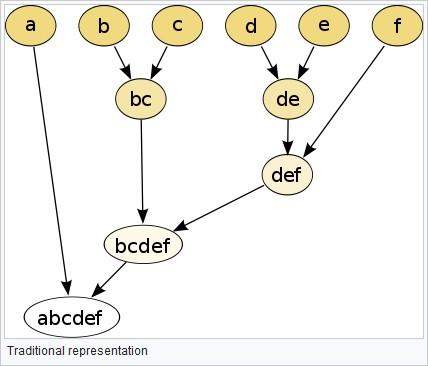 a b c d e f
bc de
def
bcdef
abcdef
Traditional representation